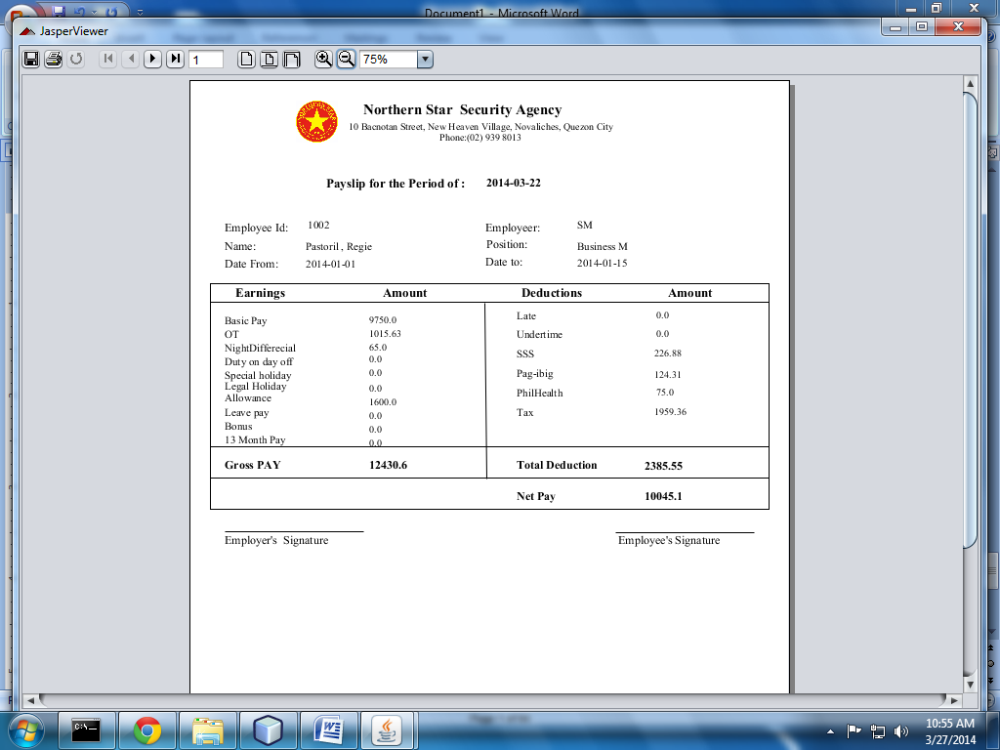 Document1 - Microsoft Word
JasperViewer
1
75%
Northern Star Security Agency
10 Bacnotan Street, New Heaven Village, Novaliches, Quezon City
Phone:(02) 939 8013
Payslip for the Period of : 2014-03-22
Employee Id: 1002 Employeer: SM
Name: Pastoril , Regie Position: Business M
Date From: 2014-01-01 Date to: 2014-01-15
Earnings Amount Deductions Amount
Basic Pay 9750.0 Late 0.0
OT 1015.63 Undertime 0.0
NightDifferecial 65.0 SSS 226.88
Duty on day off 0.0
Special holiday 0.0 Pag-ibig 124.31
Legal Holiday 0.0 PhilHealth 75.0
Allowance 1600.0
Leave pay 0.0 Tax 1959.36
Bonus 0.0
13 Month Pay 0.0
Gross PAY 12430.6 Total Deduction 2385.55
Net Pay 10045.1
Employer's Signature Employee's Signature
C:\
10:55 AM
3/27/2014